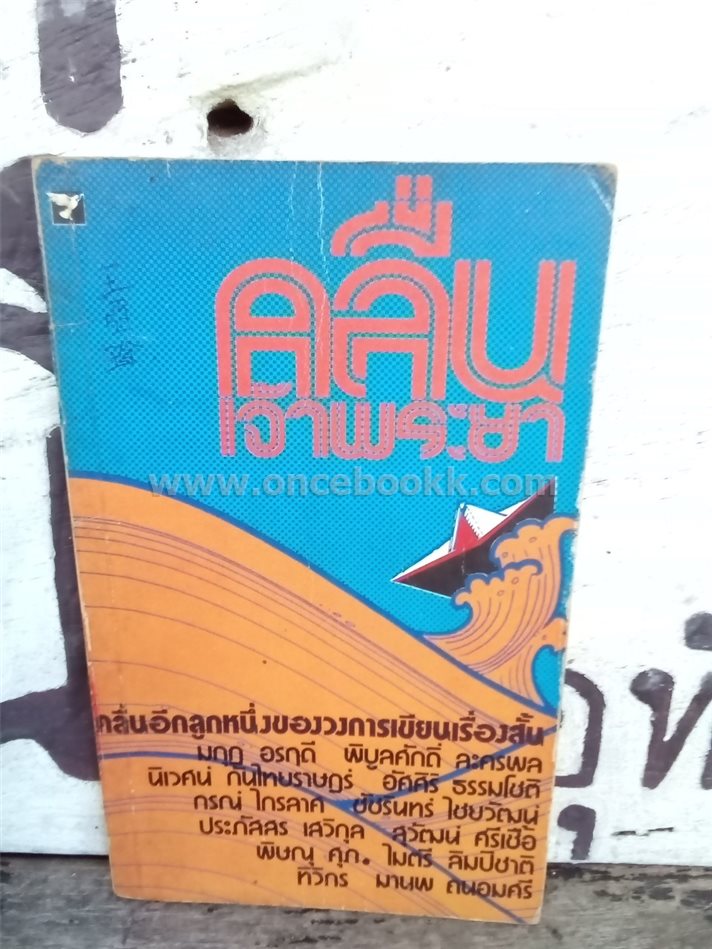 คลื่น
เจ้าพระยา
www.oncebookk.com
คลื่นอีกลูกหนึ่งของวงการเขียนเรื่องสั้น
มกุฏ อรฤดี พิบูลศักดิ์ ละครพล
นิเวศน์ กันไทยราษฎร์ อัศศิริ ธรรมโชติ
กรณ์ ไกรลาศ ชัชรินทร์ ไชยวัฒน์
ประภัสสร เสวิกุล สุวัฒน์ ศรีเชื้อ
พิษณุ ศุภ. ไมตรี ลิมปิชาติ
ทิวิกร มานพ ถนอมศรี